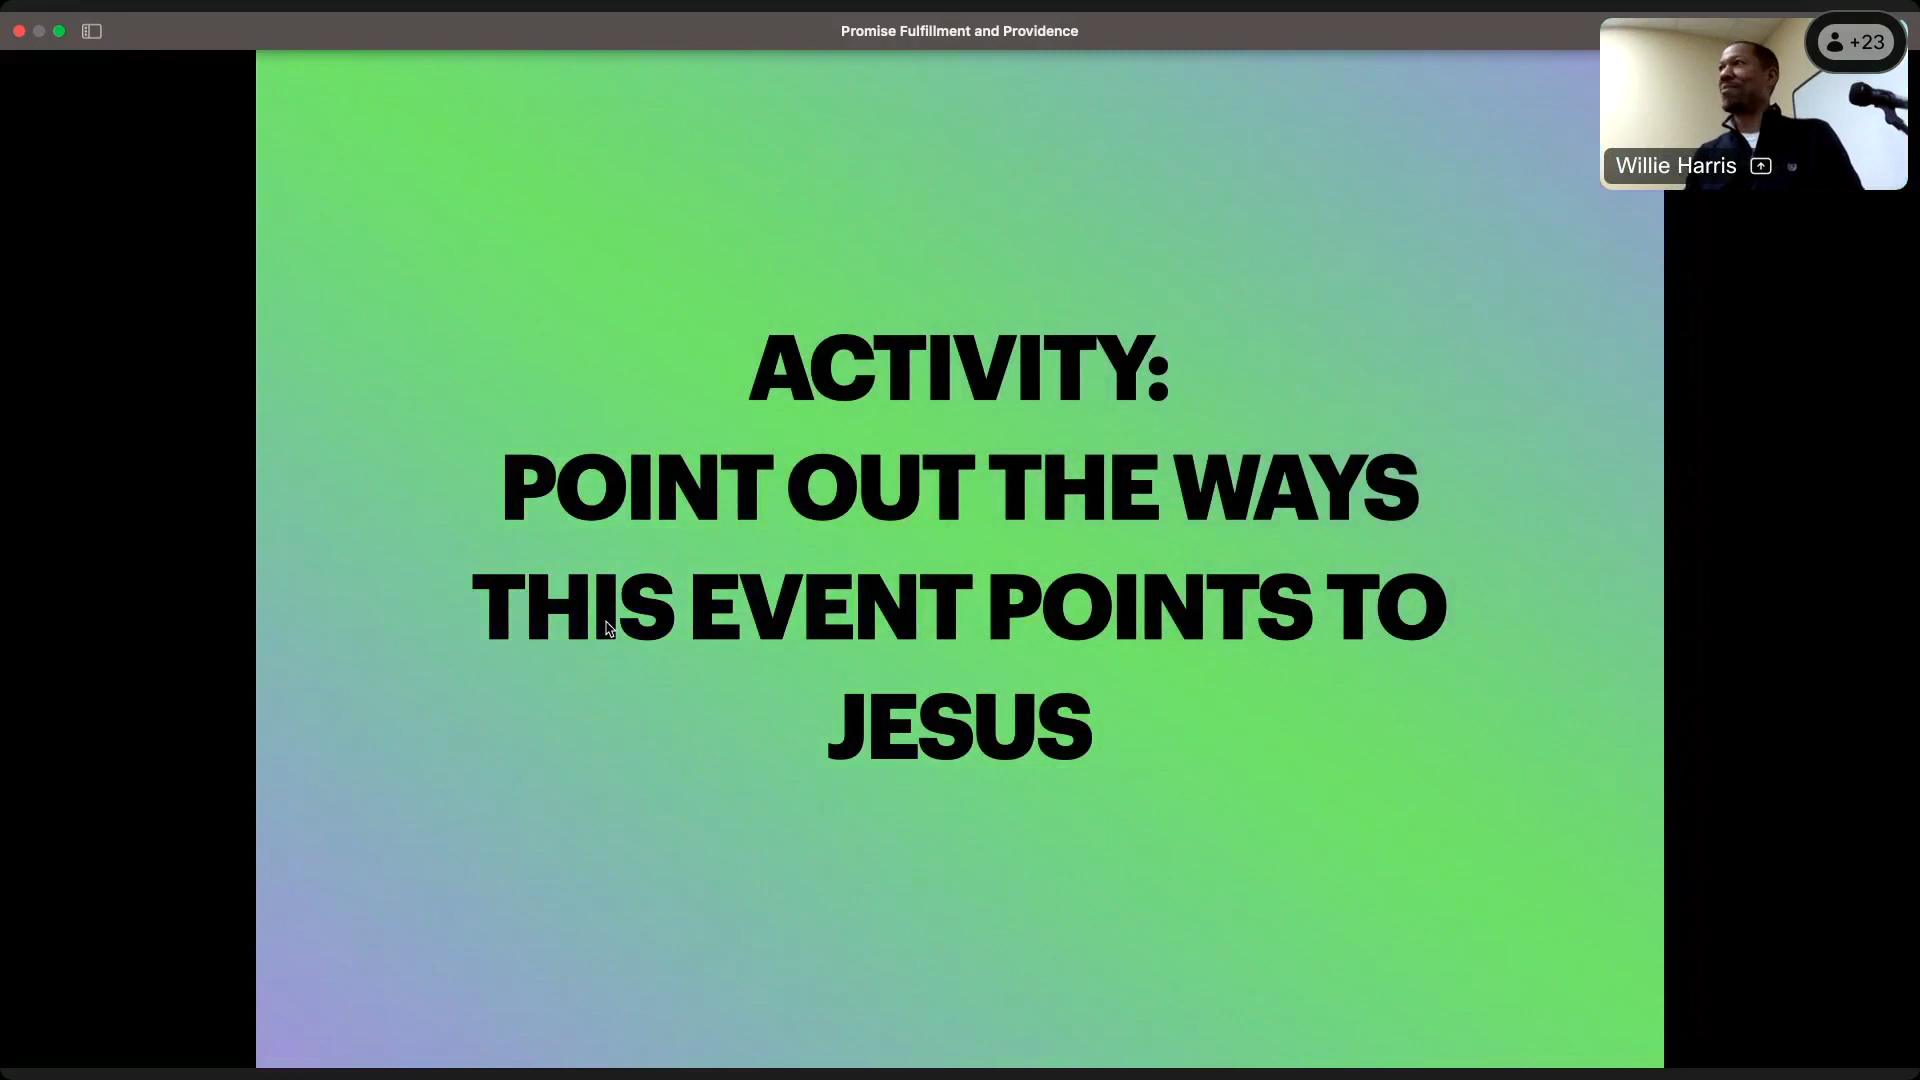 Promise Fulfillment and Providence
+23
Willie Harris
ACTIVITY:
POINT OUT THE WAYS
THIS EVENT POINTS TO
JESUS